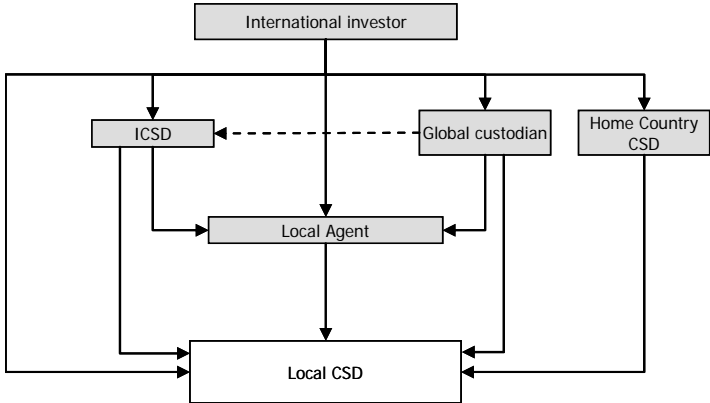 International investor
ICSD
Global custodian
Home Country
CSD
Local Agent
Local CSD